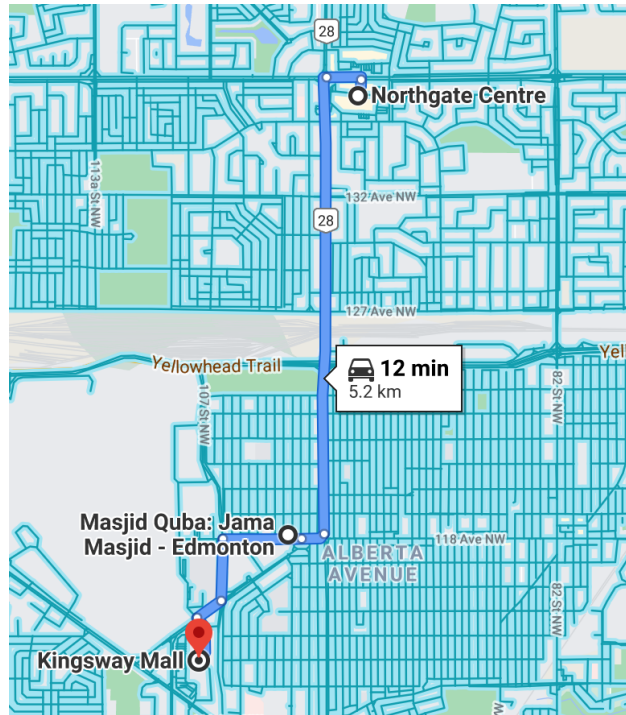 28
Northgate Centre
113a St NW
132 Ave NW
28
127 Ave NW
Yellowhead Trail
Yel
12 min
5.2 km
107 St NW
82 St NW
Masjid Quba: Jama
Masjid - Edmonton
118 Ave NW
ALBERTA
AVENUE
82 St NW
Kingsway Mall